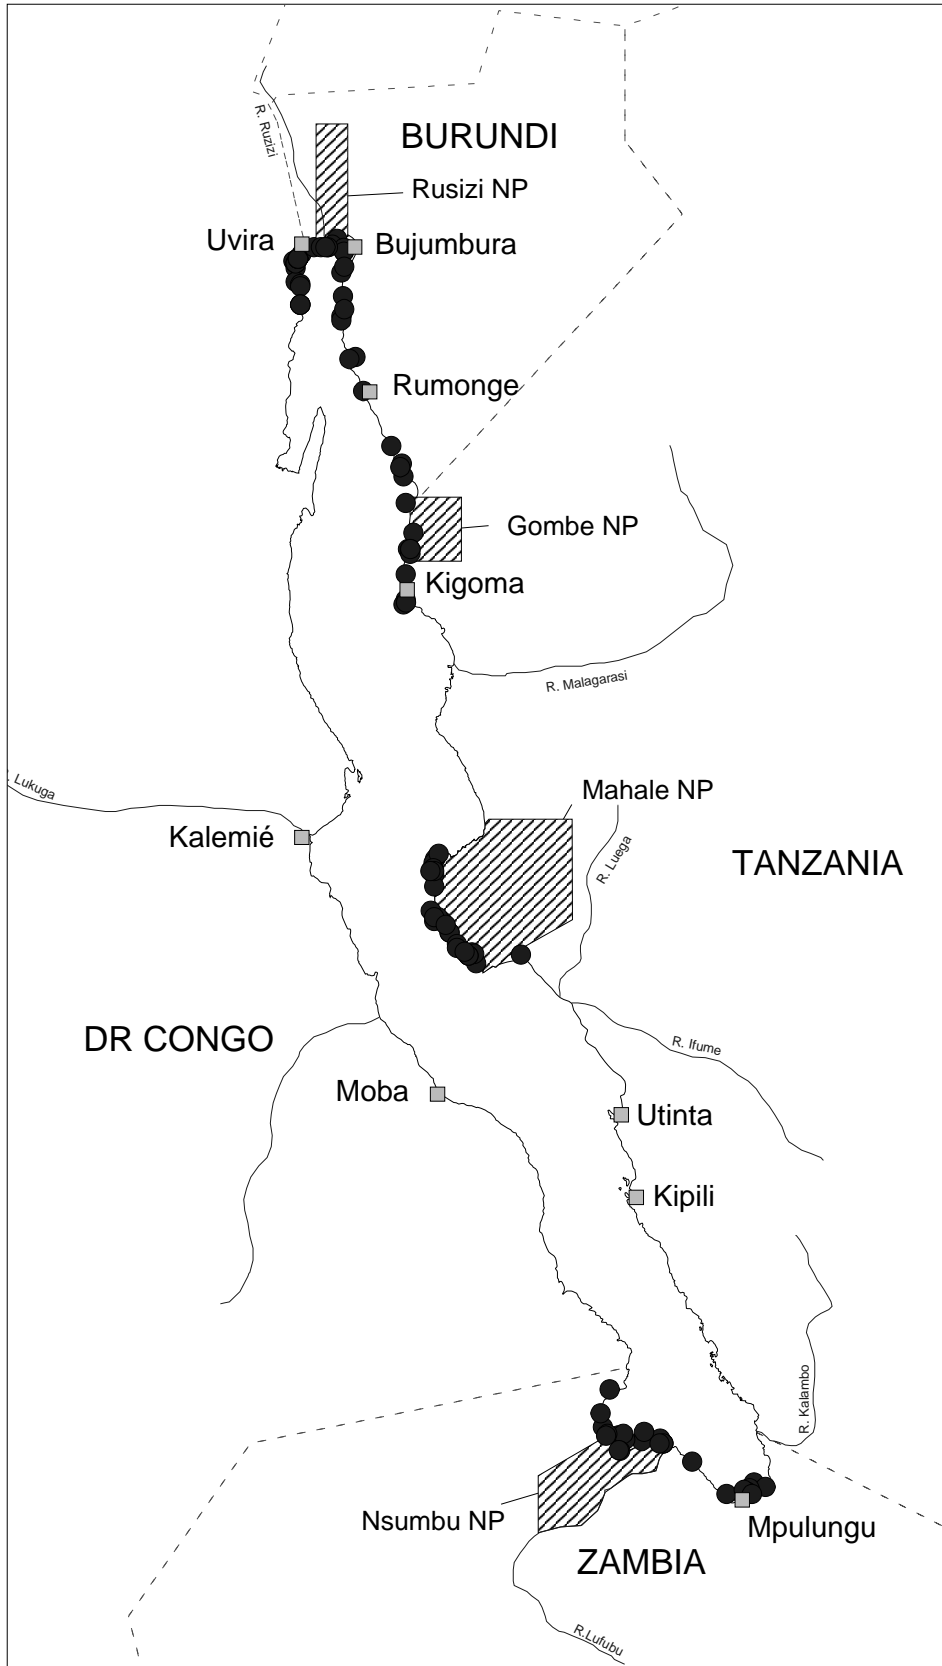 BURUNDI
R. Ruzizi
Rusizi NP
Uvira
Bujumbura
Rumonge
Gombe NP
Kigoma
R. Malagarasi
Lukuga
Mahale NP
Kalemié
R. Luega
TANZANIA
DR CONGO
R. Ifume
Moba
Utinta
Kipili
R. Kalambo
Nsumbu NP
Mpulungu
ZAMBIA
R.Lufubu